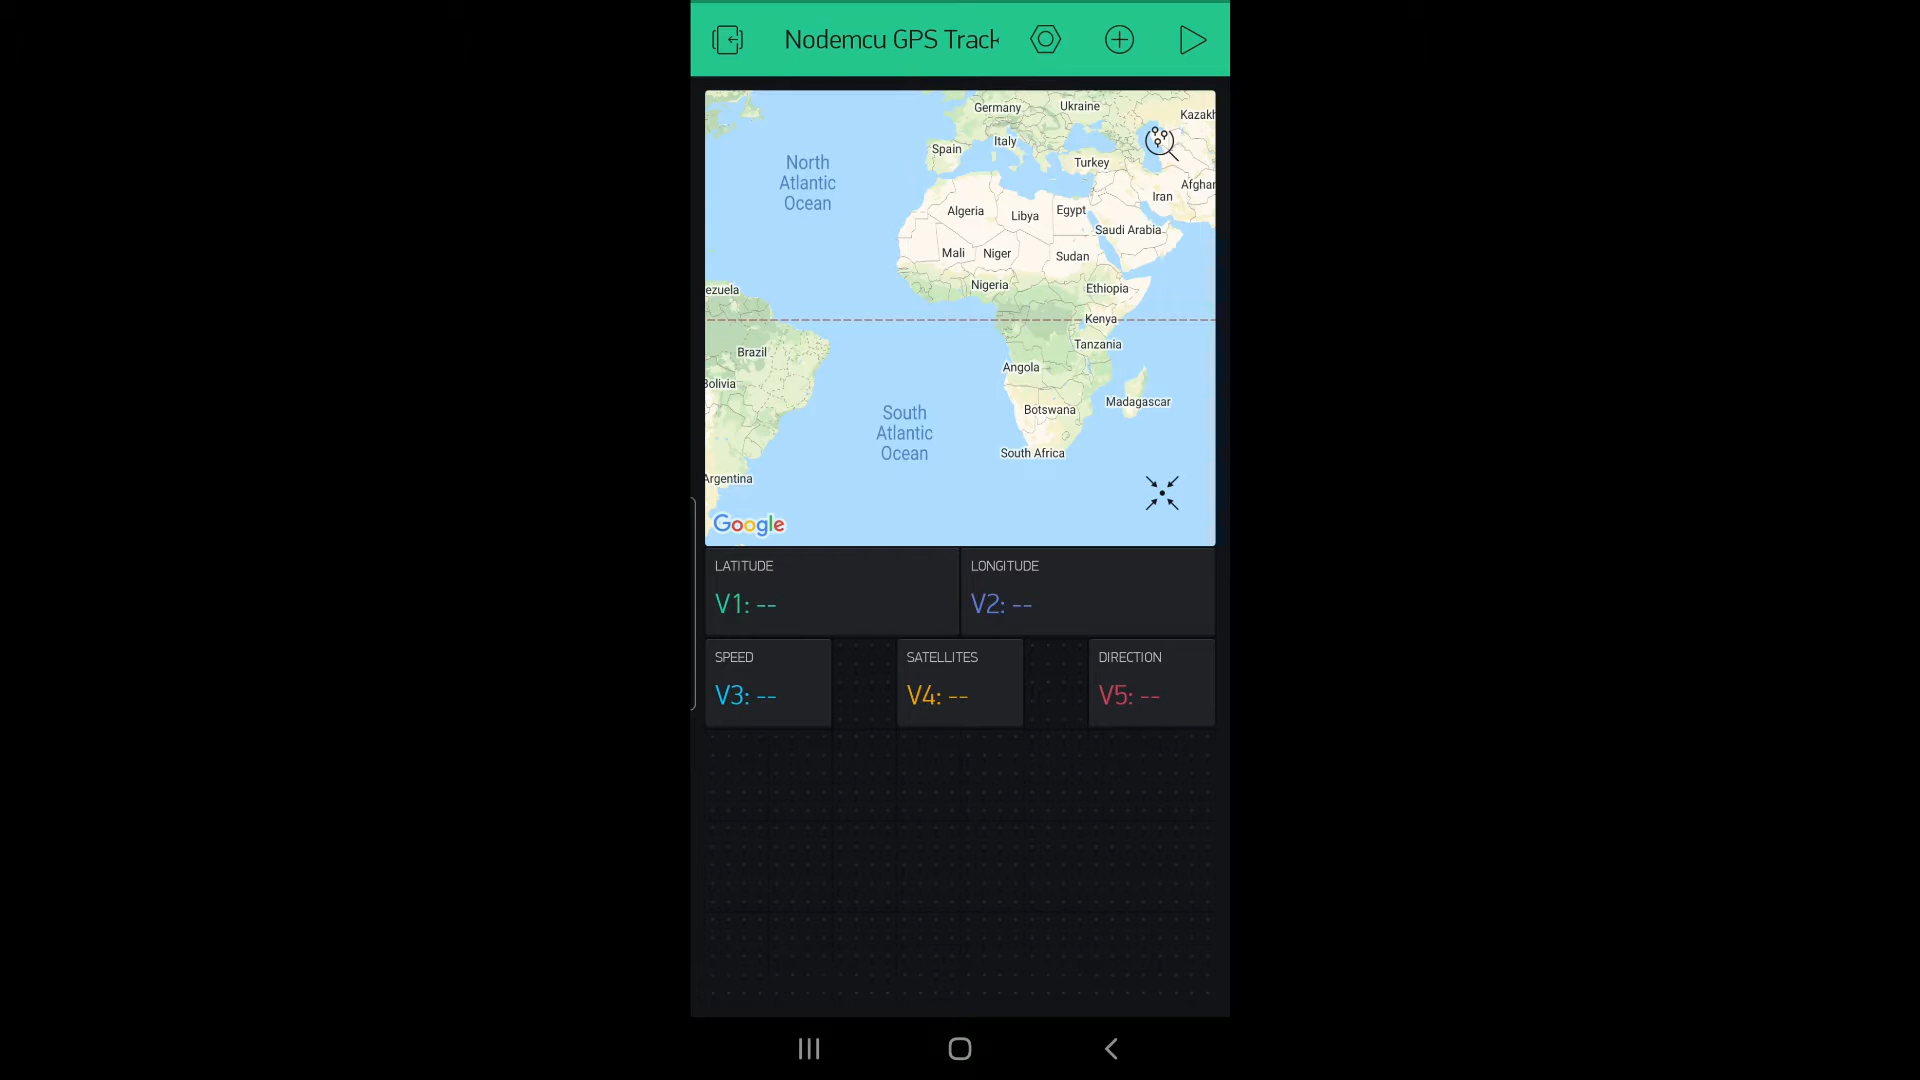 Nodemcu GPS Track
Germany
Ukraine
Kazakh
Spain
Italy
Turkey
Afghan
Iran
North
Atlantic
Ocean
Algeria
Libya
Egypt
Saudi Arabia
Mali
Niger
Sudan
Nigeria
Ethiopia
ezuela
Kenya
Brazil
Tanzania
Angola
Bolivia
Madagascar
Botswana
South
Atlantic
Ocean
South Africa
Argentina
Google
LATITUDE
LONGITUDE
V1: --
V2: --
SPEED
SATELLITES
DIRECTION
V3: --
V4: --
V5: --